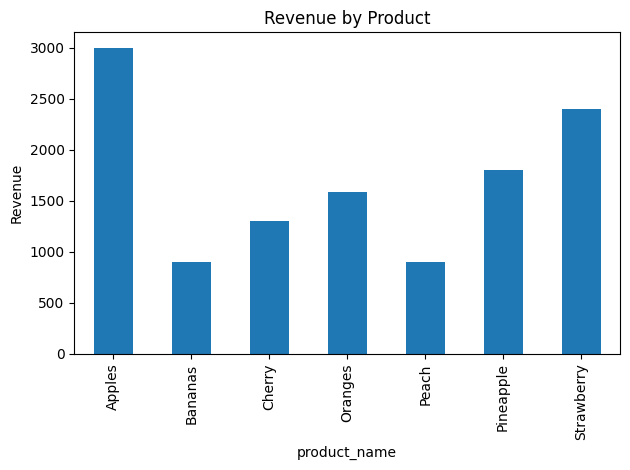 Revenue by Product
Revenue
3000
2500
2000
1500
1000
500
0
Apples
Bananas
Cherry
Oranges
Peach
Pineapple
Strawberry
product_name